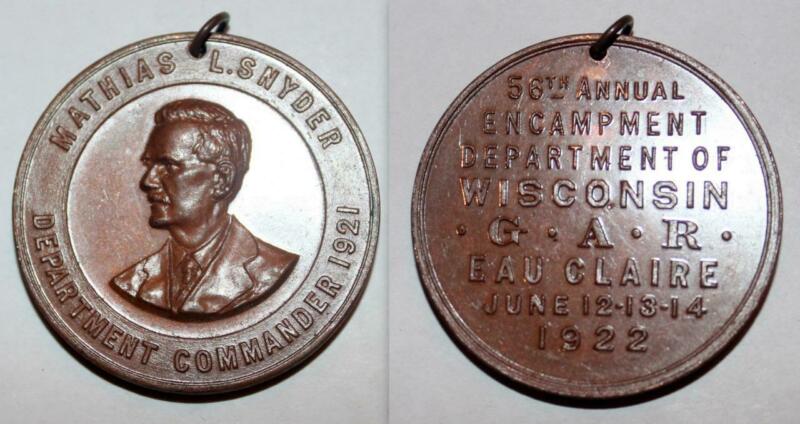 MATHIAS L. SNYDER
DEPARTMENT COMMANDER 1921
56TH ANNUAL
ENCAMPMENT
DEPARTMENT OF
WISCONSIN
· G · A · R ·
EAU CLAIRE
JUNE 12-13-14
1922